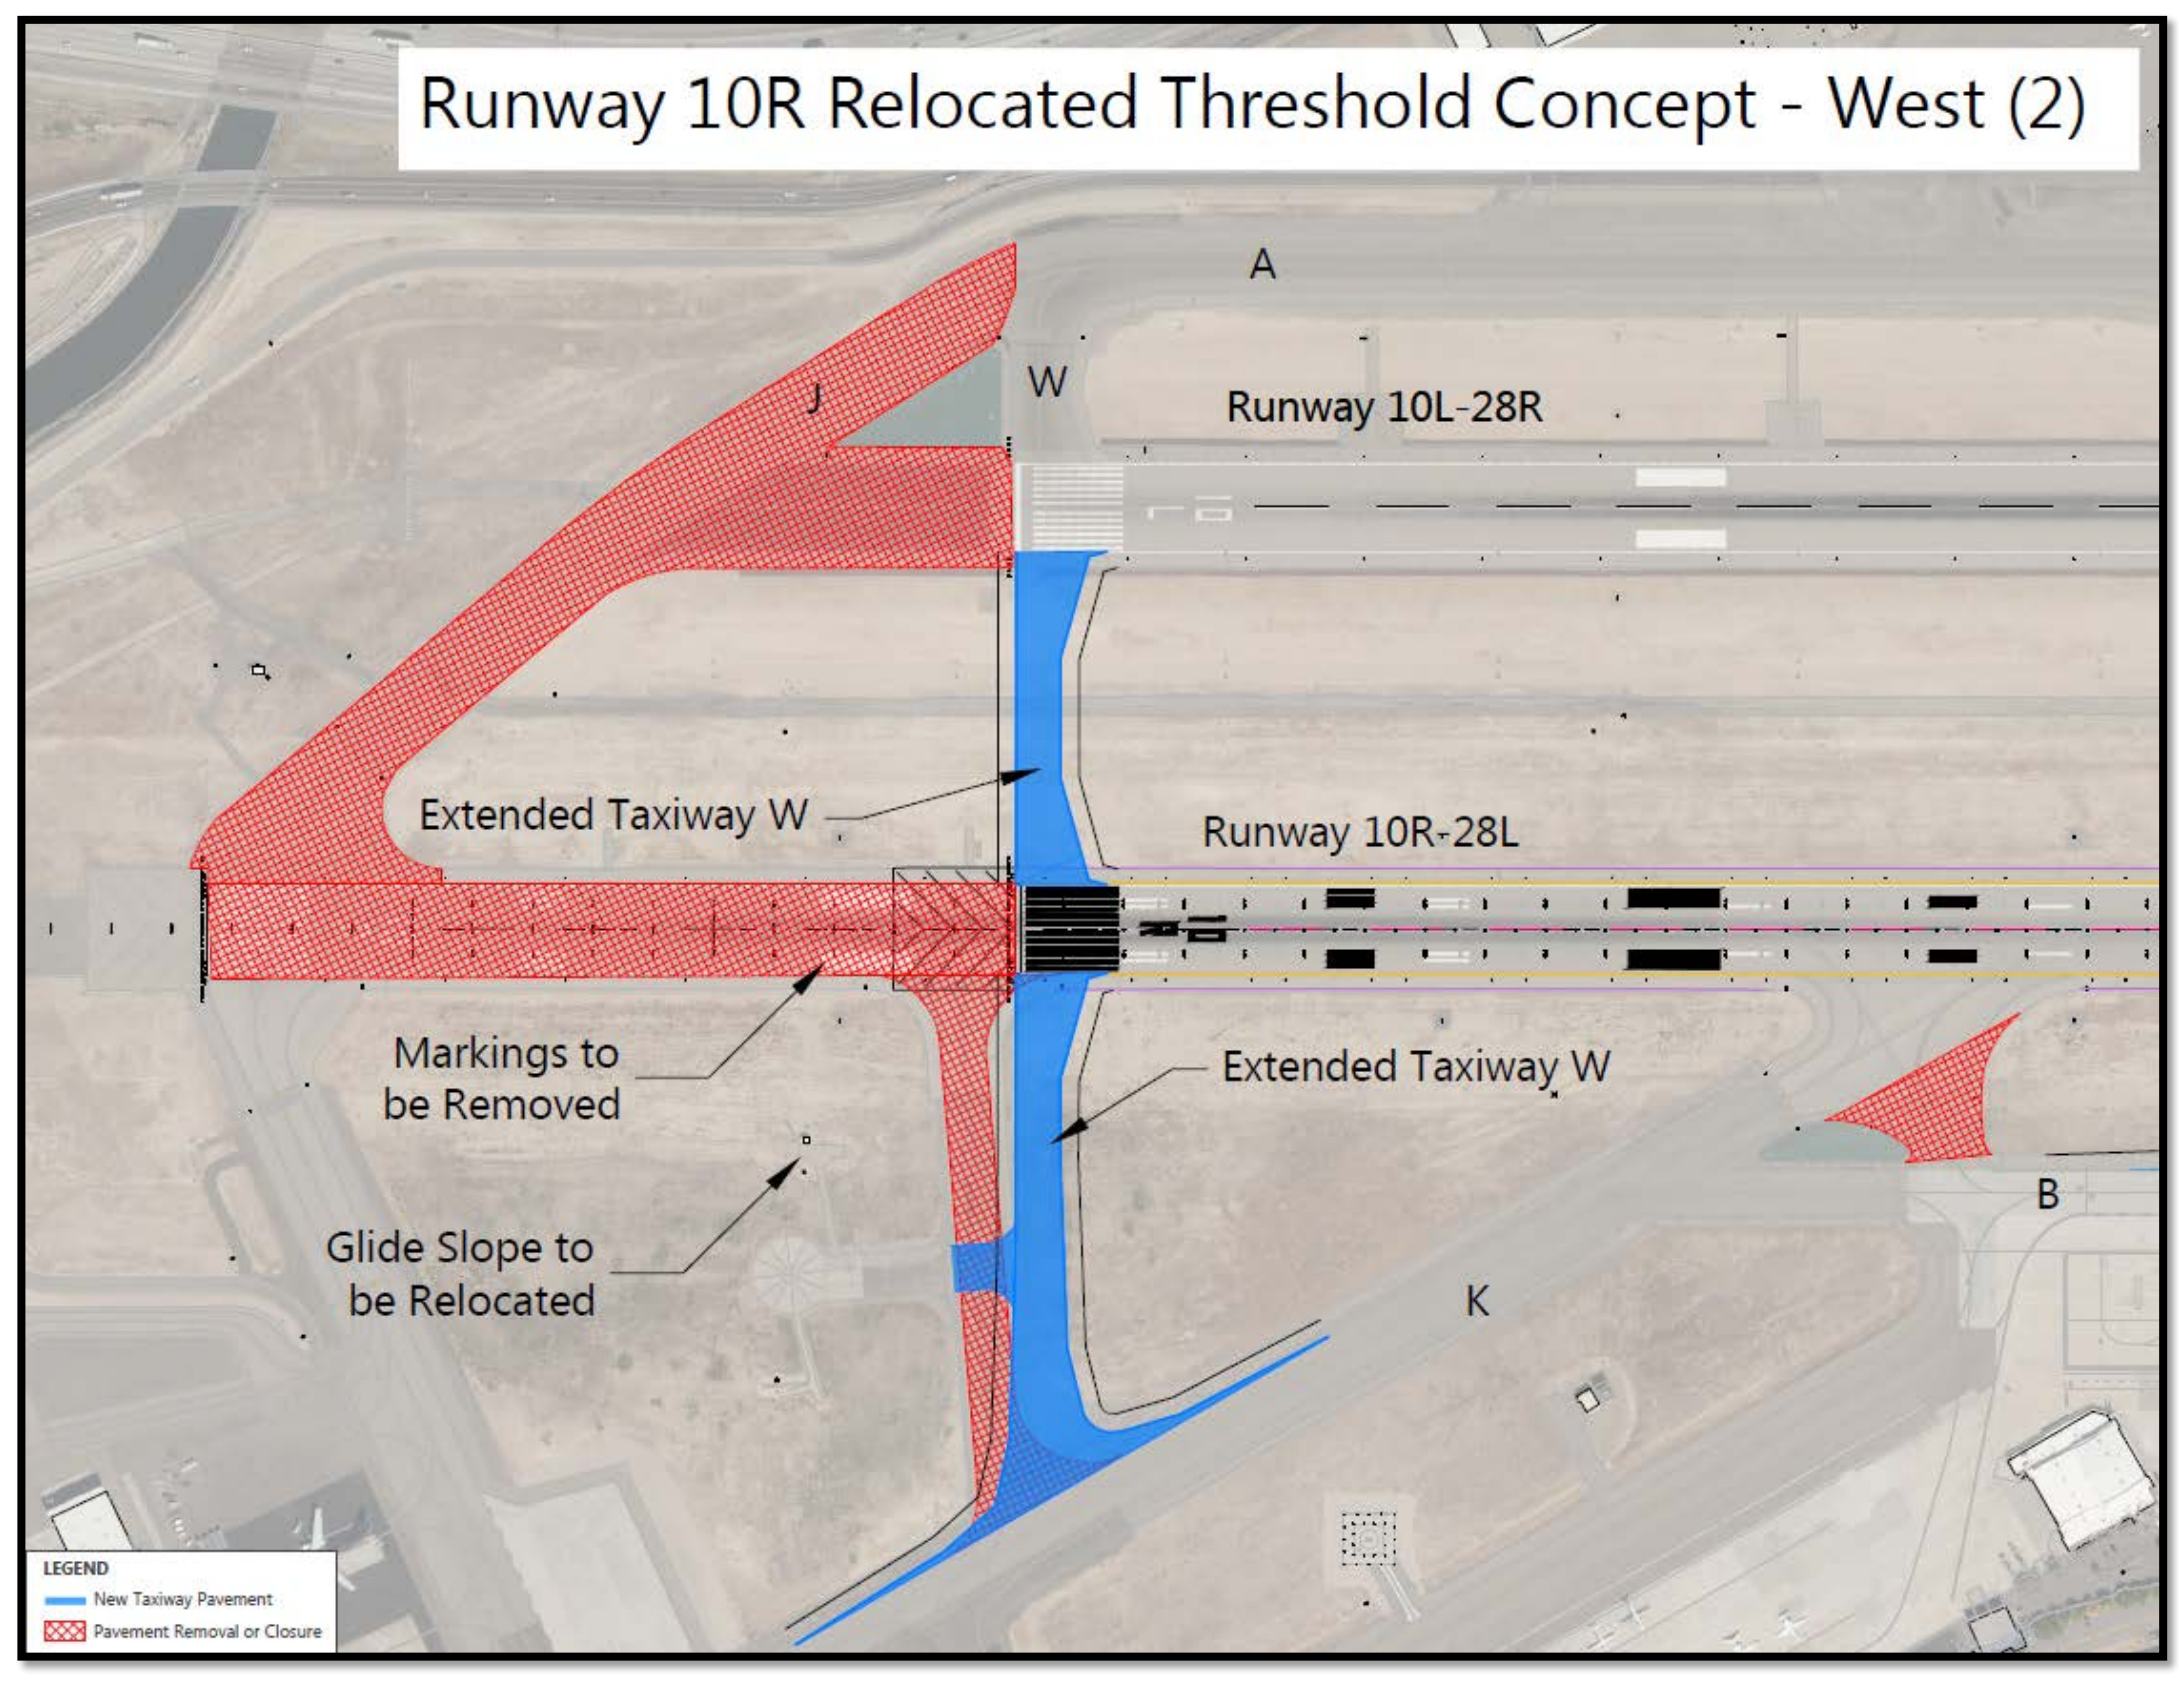 Runway 10R Relocated Threshold Concept - West (2)
A
J
W
Runway 10L-28R
Extended Taxiway W
Runway 10R-28L
Markings to
be Removed
Extended Taxiway W
B
Glide Slope to
be Relocated
K
LEGEND
New Taxiway Pavement
Pavement Removal or Closure